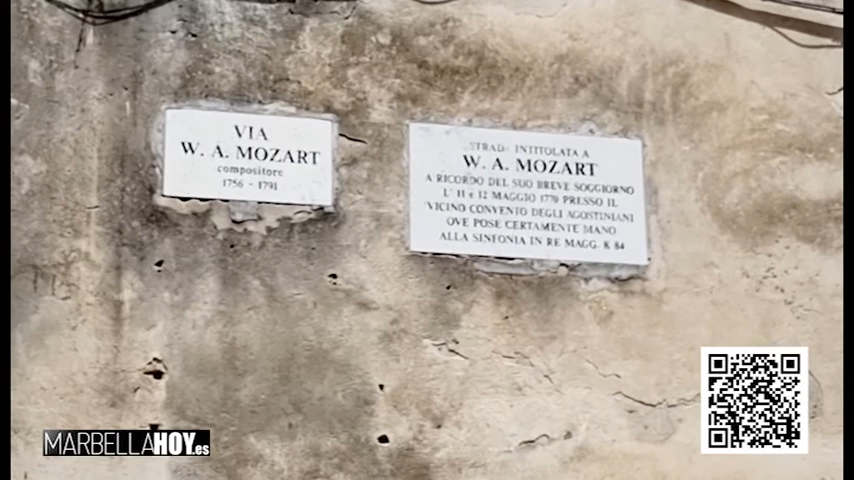 VIA
W. A. MOZART
compositore
1756 - 1791
STRADA INTITOLATA A
W. A. MOZART
A RICORDO DEL SUO BREVE SOGGIORNO
L' 11 e 12 MAGGIO 1770 PRESSO IL
VICINO CONVENTO DEGLI AGOSTINIANI
OVE POSE CERTAMENTE MANO
ALLA SINFONIA IN RE MAGG. K 84
MARBELLAHOY.es